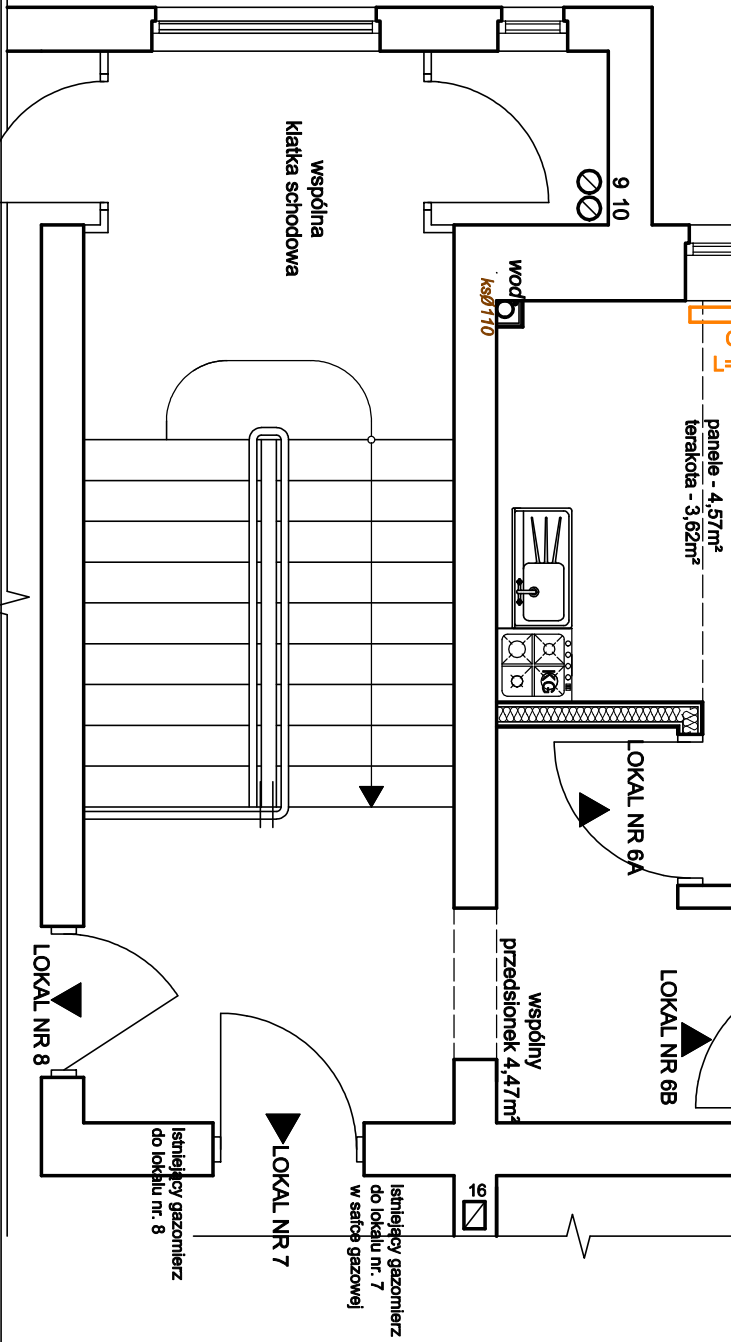 wspólna
klatka schodowa
9 10
wod
ksØ110
panele - 4,57m²
terakota - 3,62m²
KG
LOKAL NR 6A
LOKAL NR 6B
wspólny
przedsionek 4,47m²
LOKAL NR 8
LOKAL NR 7
Istniejący gazomierz
do lokalu nr. 8
Istniejący gazomierz
do lokalu nr. 7
w safce gazowej
16